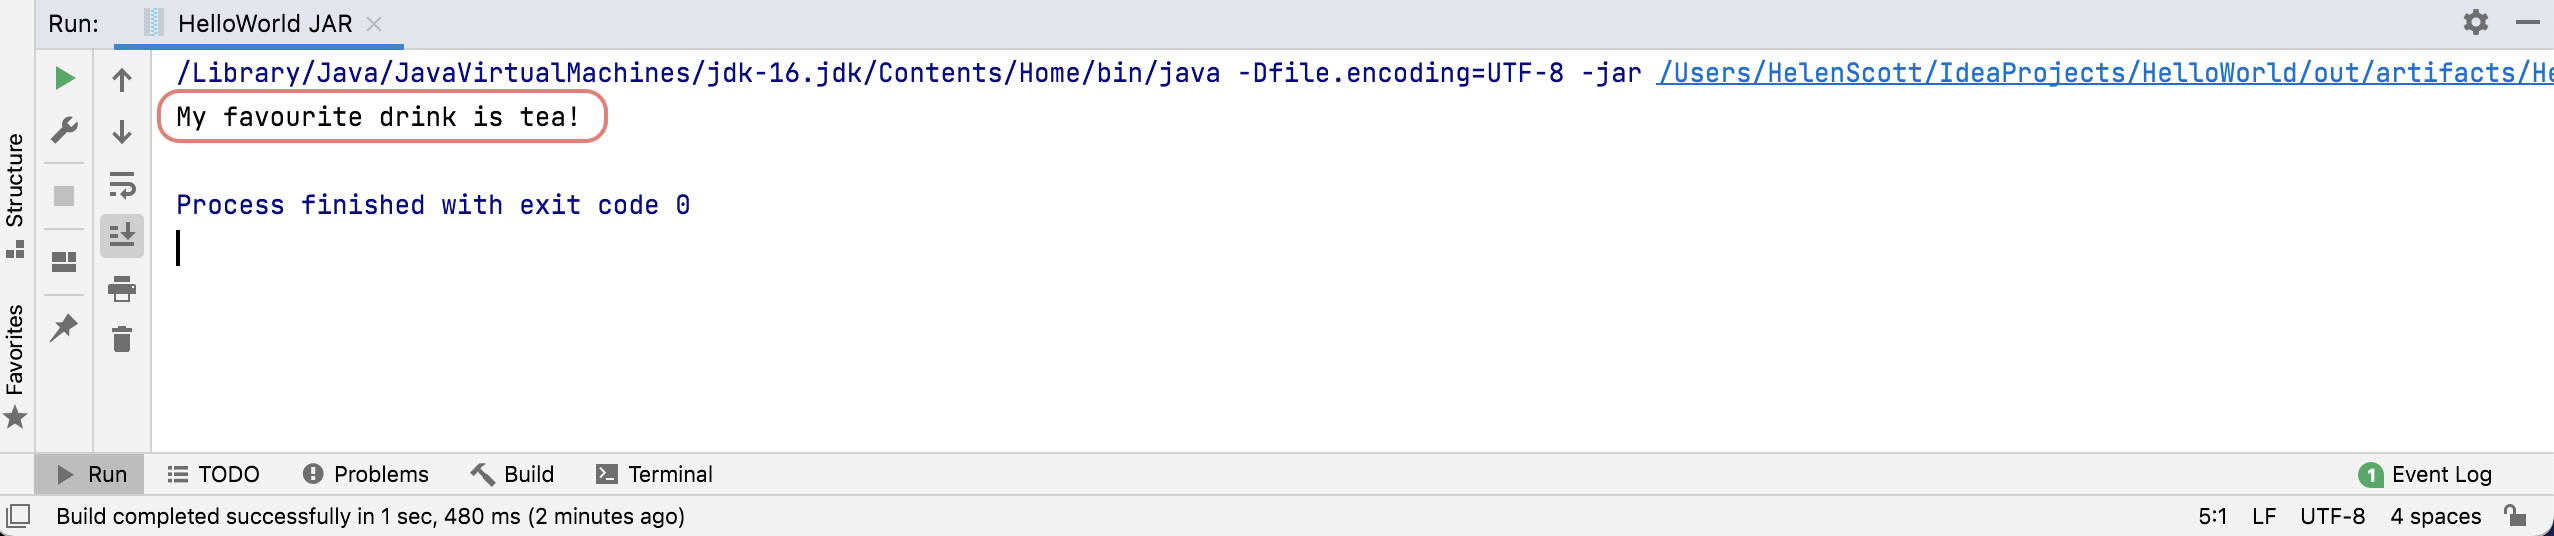 Run: HelloWorld JAR
/Library/Java/JavaVirtualMachines/jdk-16.jdk/Contents/Home/bin/java -Dfile.encoding=UTF-8 -jar /Users/HelenScott/IdeaProjects/HelloWorld/out/artifacts/He
My favourite drink is tea!
Process finished with exit code 0
Structure
Favorites
Run TODO Problems Build Terminal 1 Event Log
Build completed successfully in 1 sec, 480 ms (2 minutes ago) 5:1 LF UTF-8 4 spaces